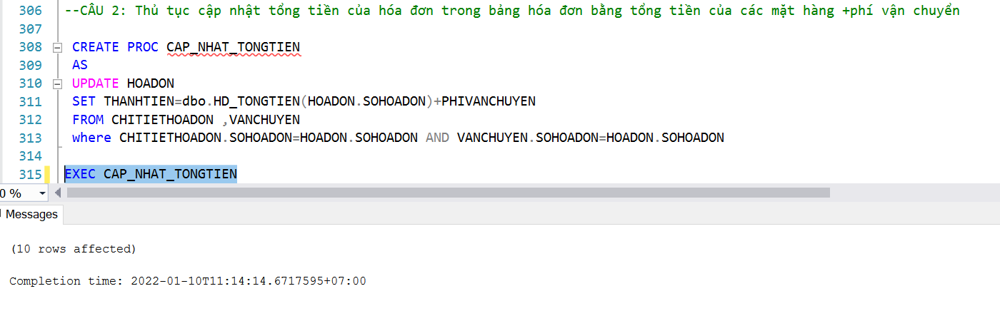 306 --CÂU 2: Thủ tục cập nhật tổng tiền của hóa đơn trong bảng hóa đơn bằng tổng tiền của các mặt hàng +phí vận chuyển
307
308 CREATE PROC CAP_NHAT_TONGTIEN
309 AS
310 UPDATE HOADON
311 SET THANHTIEN=dbo.HD_TONGTIEN(HOADON.SOHOADON)+PHIVANCHUYEN
312 FROM CHITIETHOADON ,VANCHUYEN
313 where CHITIETHOADON.SOHOADON=HOADON.SOHOADON AND VANCHUYEN.SOHOADON=HOADON.SOHOADON
314
315 EXEC CAP_NHAT_TONGTIEN
0 %
Messages
(10 rows affected)
Completion time: 2022-01-10T11:14:14.6717595+07:00